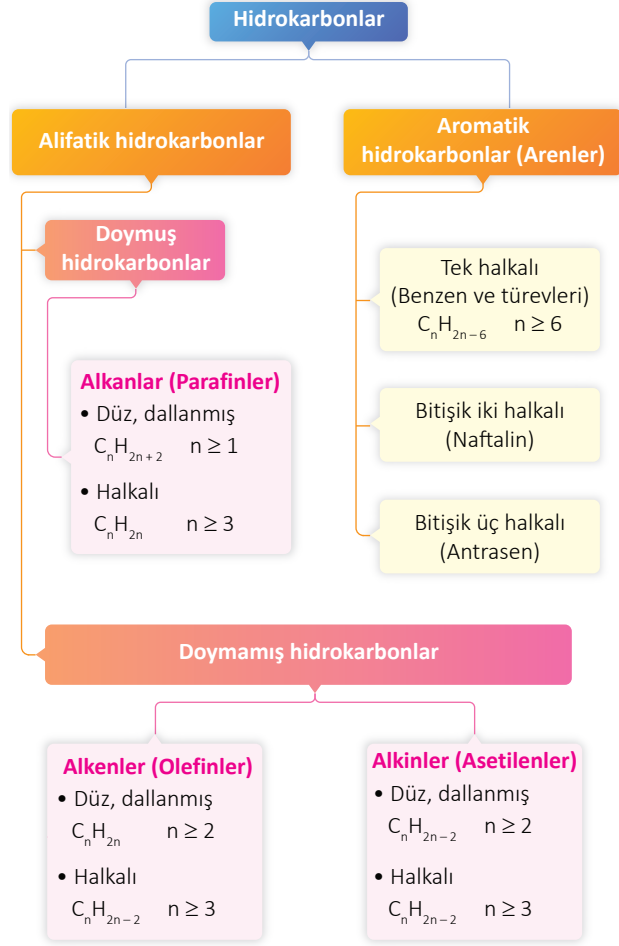 Hidrokarbonlar
Alifatik hidrokarbonlar
Aromatik
hidrokarbonlar (Arenler)
Doymuş
hidrokarbonlar
Alkanlar (Parafinler)
• Düz, dallanmış
CₙH₂ₙ₊₂ n ≥ 1
• Halkalı
CₙH₂ₙ n ≥ 3
Tek halkalı
(Benzen ve türevleri)
CₙH₂ₙ₋₆ n ≥ 6
Bitişik iki halkalı
(Naftalin)
Bitişik üç halkalı
(Antrasen)
Doymamış hidrokarbonlar
Alkenler (Olefinler)
• Düz, dallanmış
CₙH₂ₙ n ≥ 2
• Halkalı
CₙH₂ₙ₋₂ n ≥ 3
Alkinler (Asetilenler)
• Düz, dallanmış
CₙH₂ₙ₋₂ n ≥ 2
• Halkalı
CₙH₂ₙ₋₂ n ≥ 3